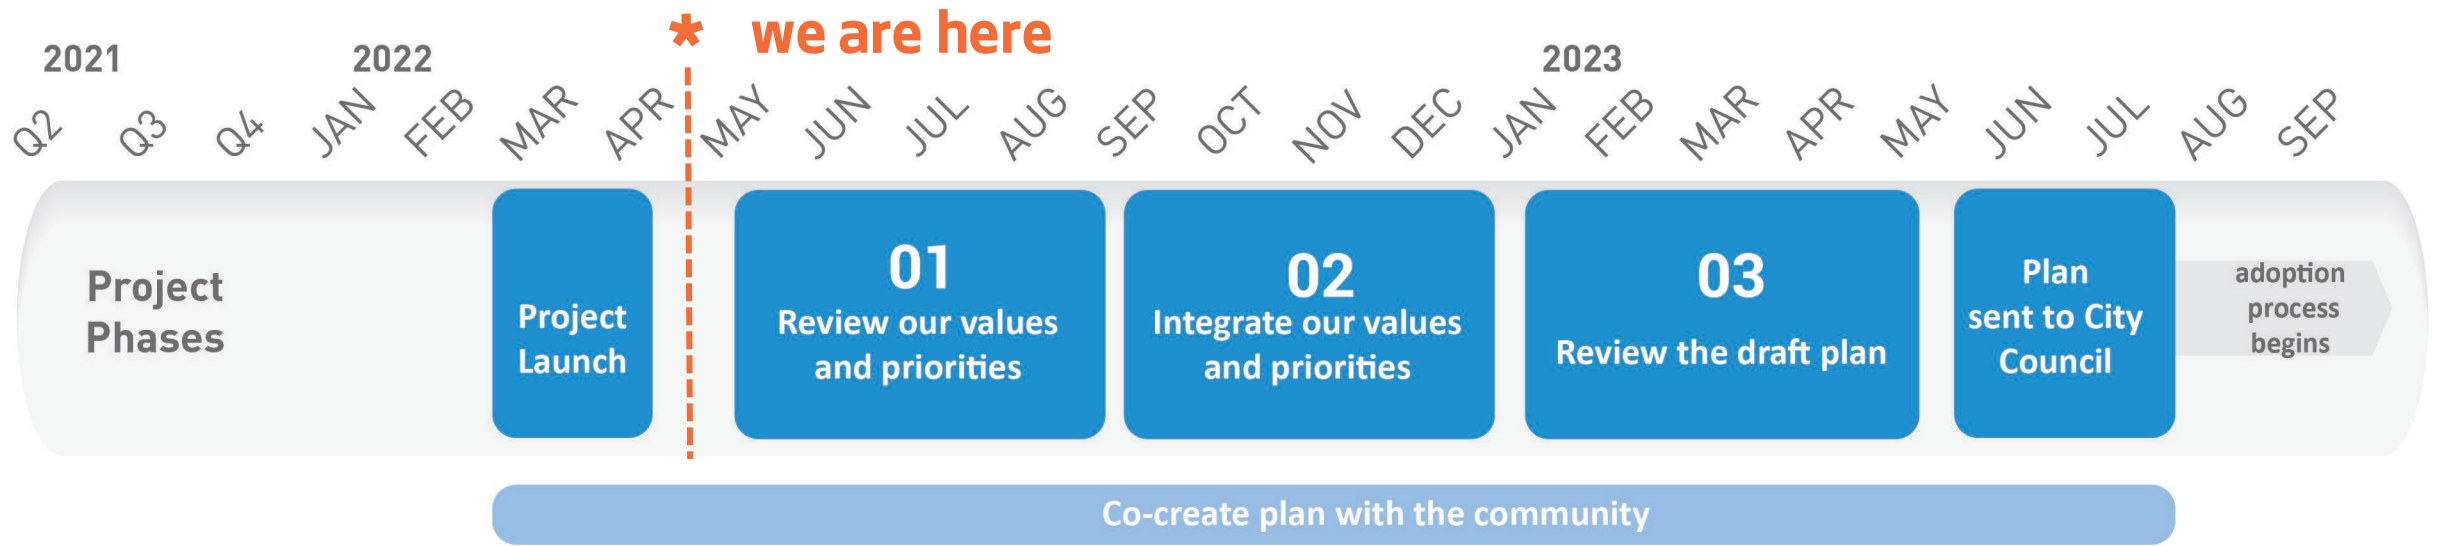 * we are here
2021 2022 2023
Q2 Q3 Q4 JAN FEB MAR APR MAY JUN JUL AUG SEP OCT NOV DEC JAN FEB MAR APR MAY JUN JUL AUG SEP
Project
Phases
Project
Launch
01
Review our values
and priorities
02
Integrate our values
and priorities
03
Review the draft plan
Plan
sent to City
Council
adoption
process
begins
Co-create plan with the community